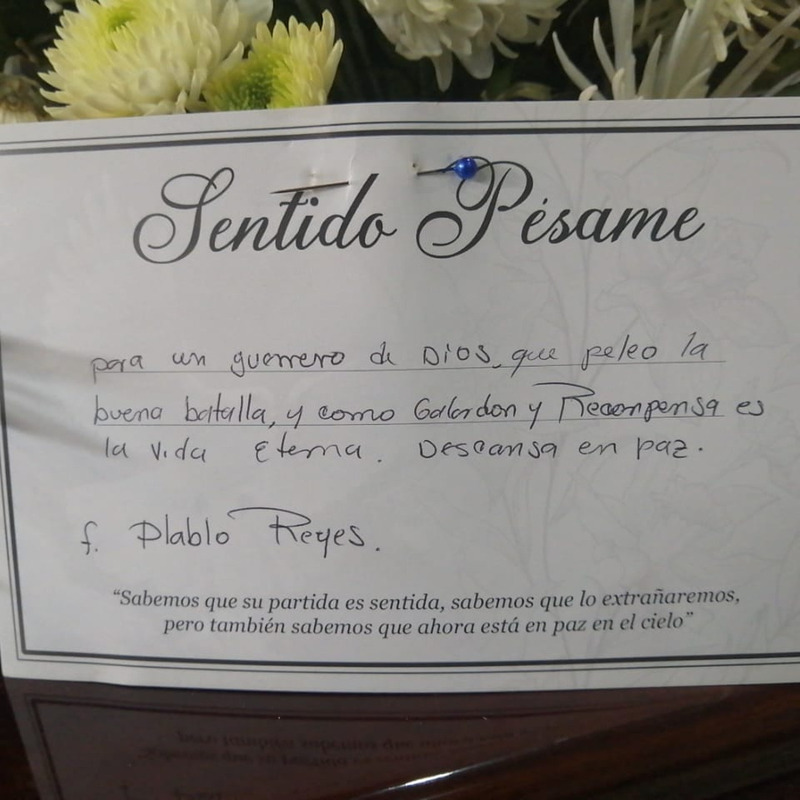 Sentido Pésame
para un guerrero de Dios, que peleo la
buena batalla, y como Galardon y Recompensa es
la vida Eterna. Descansa en paz.
f. Plablo Reyes.
“Sabemos que su partida es sentida, sabemos que lo extrañaremos,
pero también sabemos que ahora está en paz en el cielo”